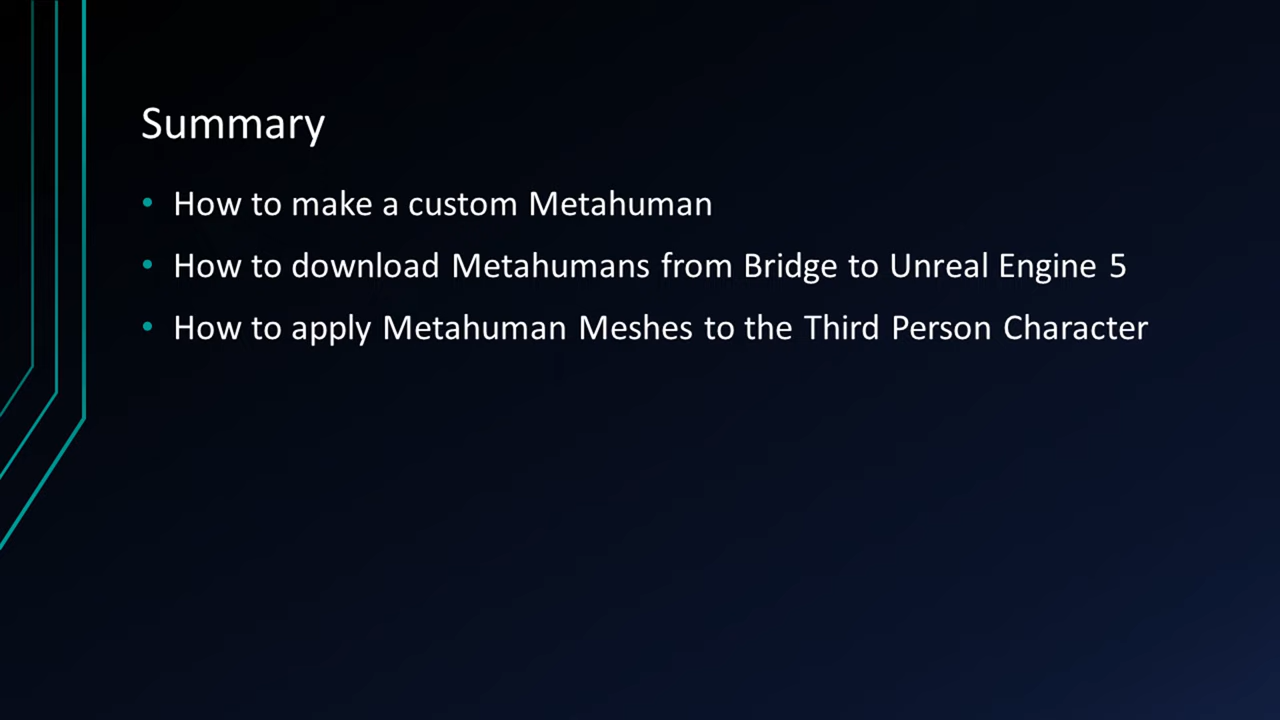 Summary
• How to make a custom Metahuman
• How to download Metahumans from Bridge to Unreal Engine 5
• How to apply Metahuman Meshes to the Third Person Character